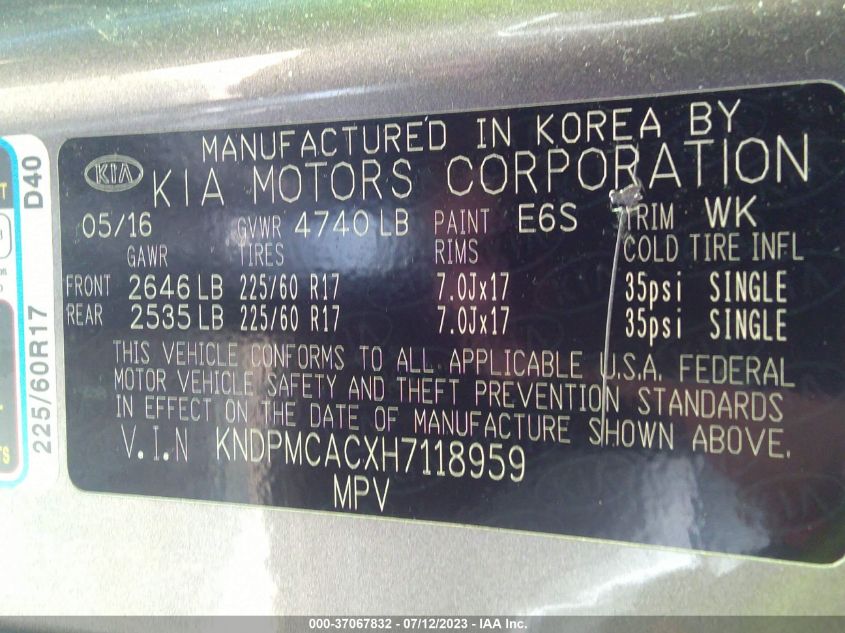 MANUFACTURED IN KOREA BY
KIA KIA MOTORS CORPORATION
05/16 GVWR 4740 LB PAINT E6S TRIM WK
GAWR TIRES RIMS COLD TIRE INFL
FRONT 2646 LB 225/60 R17 7.0Jx17 35psi SINGLE
REAR 2535 LB 225/60 R17 7.0Jx17 35psi SINGLE
THIS VEHICLE CONFORMS TO ALL APPLICABLE U.S.A. FEDERAL
MOTOR VEHICLE SAFETY AND THEFT PREVENTION STANDARDS
IN EFFECT ON THE DATE OF MANUFACTURE SHOWN ABOVE.
V.I.N KNDPMCACXH7118959
MPV
225/60R17 D40
000-37067832 - 07/12/2023 - IAA Inc.